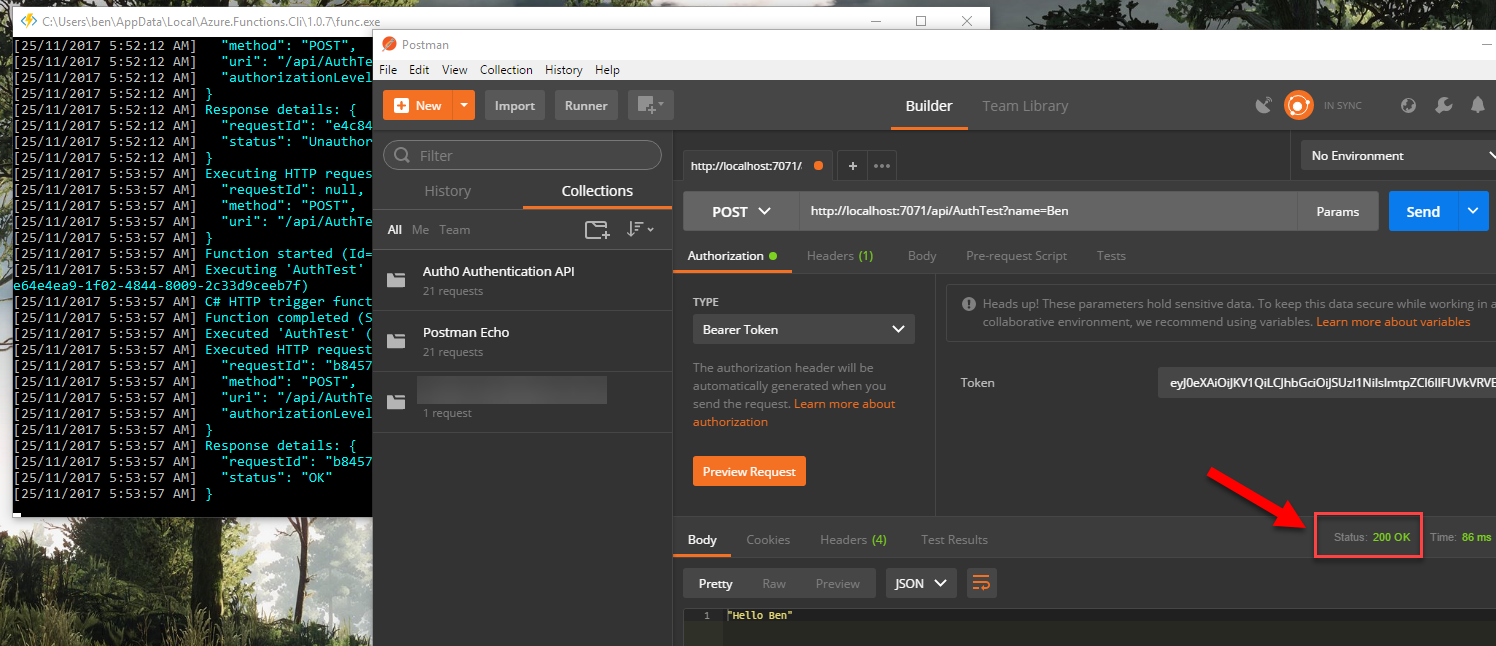 C:\Users\ben\AppData\Local\Azure.Functions.Cli\1.0.7\func.exe
[25/11/2017 5:52:12 AM]   "method": "POST",
[25/11/2017 5:52:12 AM]   "uri": "/api/AuthTe
[25/11/2017 5:52:12 AM]   "authorizationLevel
[25/11/2017 5:52:12 AM] }
[25/11/2017 5:52:12 AM] Response details: {
[25/11/2017 5:52:12 AM]   "requestId": "e4c84
[25/11/2017 5:52:12 AM]   "status": "Unauthor
[25/11/2017 5:52:12 AM] }
[25/11/2017 5:53:57 AM] Executing HTTP reques
[25/11/2017 5:53:57 AM]   "requestId": null,
[25/11/2017 5:53:57 AM]   "method": "POST",
[25/11/2017 5:53:57 AM]   "uri": "/api/AuthTe
[25/11/2017 5:53:57 AM] }
[25/11/2017 5:53:57 AM] Function started (Id=
[25/11/2017 5:53:57 AM] Executing 'AuthTest'
e64e4ea9-1f02-4844-8009-2c33d9ceeb7f)
[25/11/2017 5:53:57 AM] C# HTTP trigger funct
[25/11/2017 5:53:57 AM] Function completed (S
[25/11/2017 5:53:57 AM] Executed 'AuthTest' (
[25/11/2017 5:53:57 AM] Executed HTTP request
[25/11/2017 5:53:57 AM]   "requestId": "b8457
[25/11/2017 5:53:57 AM]   "method": "POST",
[25/11/2017 5:53:57 AM]   "uri": "/api/AuthTe
[25/11/2017 5:53:57 AM]   "authorizationLevel
[25/11/2017 5:53:57 AM] }
[25/11/2017 5:53:57 AM] Response details: {
[25/11/2017 5:53:57 AM]   "requestId": "b8457
[25/11/2017 5:53:57 AM]   "status": "OK"
[25/11/2017 5:53:57 AM] }
Postman
File Edit View Collection History Help
New Import Runner Builder Team Library IN SYNC
Filter
History Collections
All Me Team
Auth0 Authentication API
21 requests
Postman Echo
21 requests
1 request
http://localhost:7071/ + ••• No Environment
POST http://localhost:7071/api/AuthTest?name=Ben Params Send
Authorization Headers (1) Body Pre-request Script Tests
TYPE
Bearer Token
The authorization header will be
automatically generated when you
send the request. Learn more about
authorization
Preview Request
Heads up! These parameters hold sensitive data. To keep this data secure while working in a
collaborative environment, we recommend using variables. Learn more about variables
Token
Body Cookies Headers (4) Test Results Status: 200 OK Time: 86 ms
Pretty Raw Preview JSON
1 "Hello Ben"